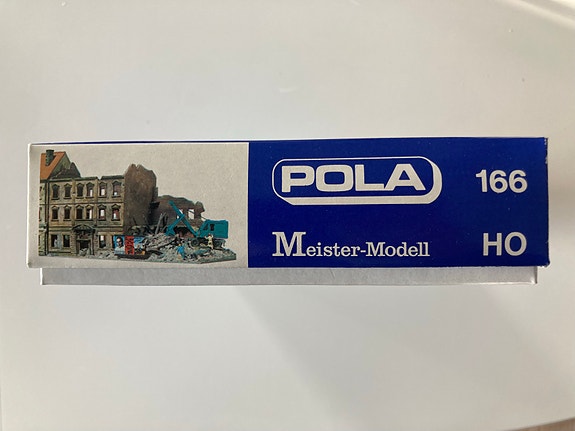 POLA
166
Meister-Modell
HO